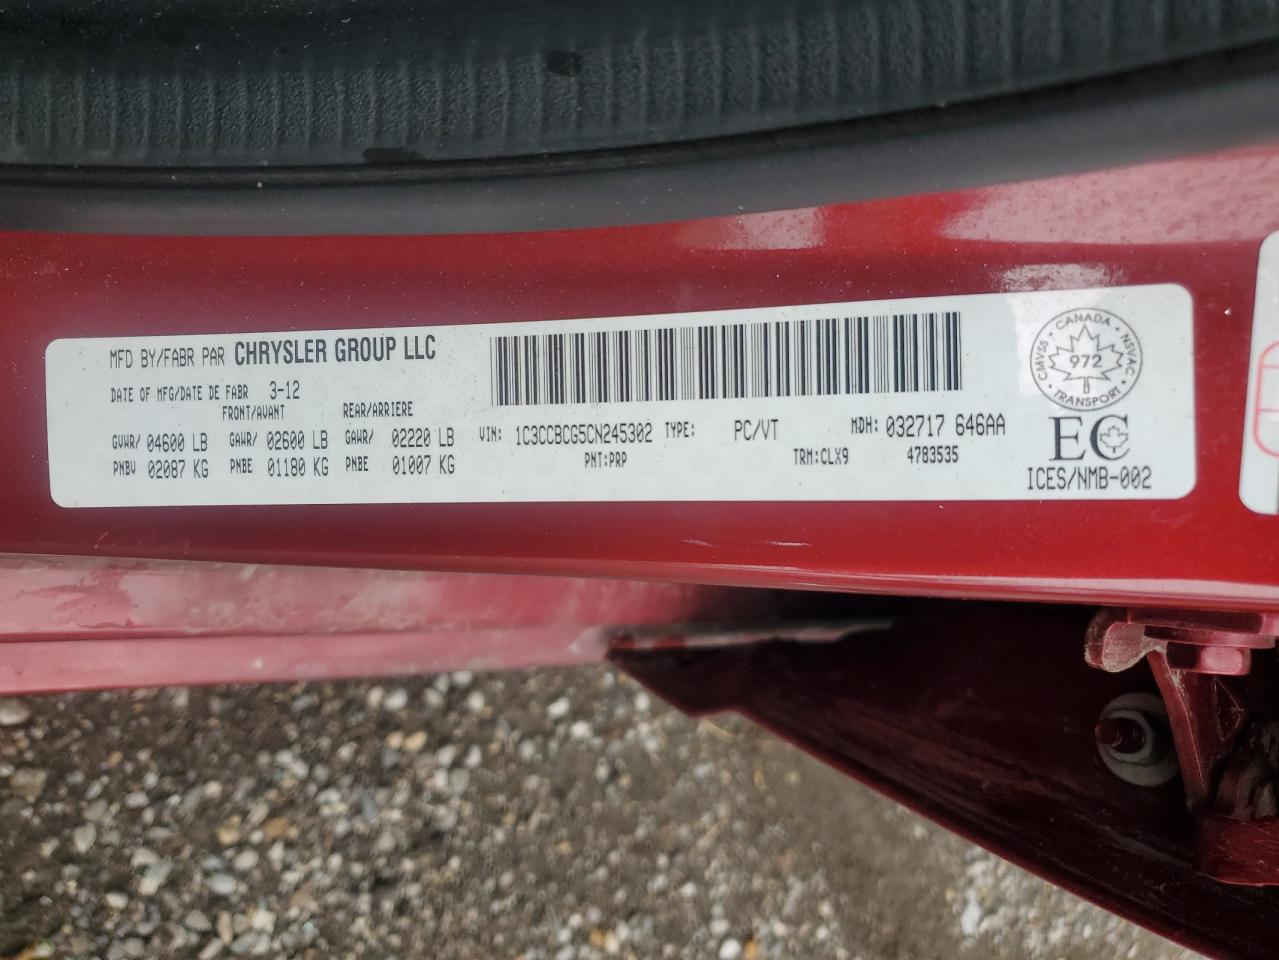 MFD BY/FABR PAR CHRYSLER GROUP LLC
DATE OF MFG/DATE DE FABR 3-12
FRONT/AVANT REAR/ARRIERE
GVWR/ 04600 LB GAWR/ 02600 LB GAWR/ 02220 LB
PNBV 02087 KG PNBE 01180 KG PNBE 01007 KG
VIN: 1C3CCBCG5CN245302 TYPE: PC/VT MDH: 032717 646AA
PNT:PRP TRM:CLX9 4783535
CANADA
CMVSS 972 NSVAC
TRANSPORT
EC
ICES/NMB-002